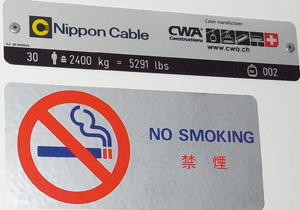 Nippon Cable
Cabin manufacturer
CWA
Constructions
www.cwa.ch
30 ≙ 2400 kg = 5291 lbs
002
NO SMOKING
禁煙